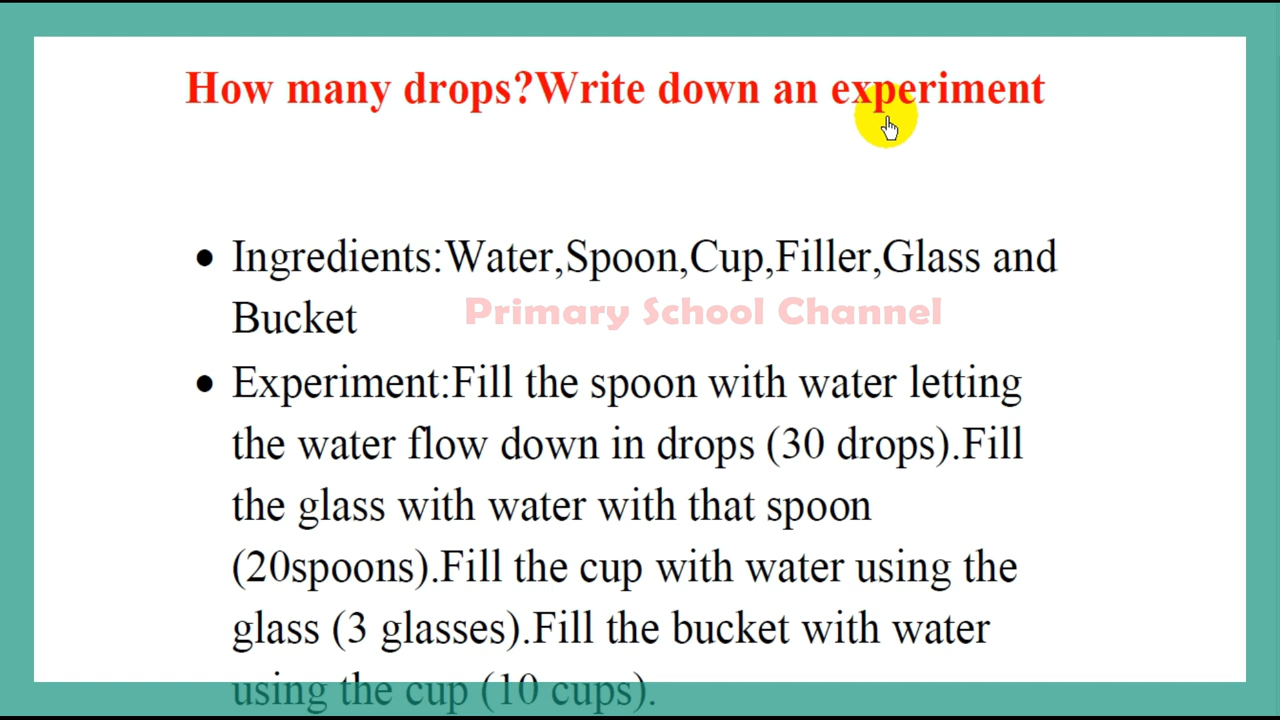 How many drops?Write down an experiment
• Ingredients:Water,Spoon,Cup,Filler,Glass and
Bucket
Primary School Channel
• Experiment:Fill the spoon with water letting
the water flow down in drops (30 drops).Fill
the glass with water with that spoon
(20spoons).Fill the cup with water using the
glass (3 glasses).Fill the bucket with water
using the cup (10 cups).